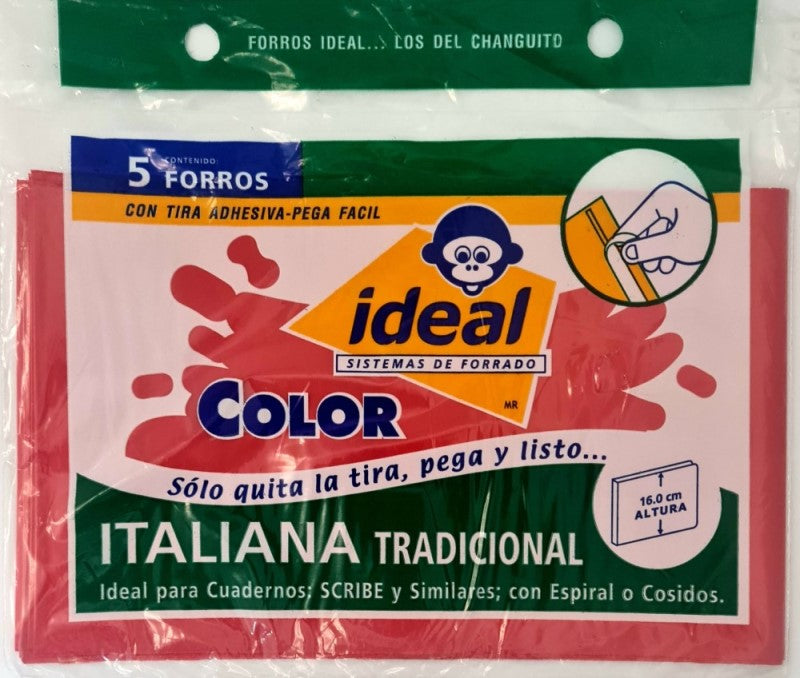 FORROS IDEAL... LOS DEL CHANGUITO
CONTENIDO:
5 FORROS
CON TIRA ADHESIVA-PEGA FACIL
ideal
SISTEMAS DE FORRADO
MR
COLOR
Sólo quita la tira, pega y listo...
16.0 cm
ALTURA
ITALIANA TRADICIONAL
Ideal para Cuadernos; SCRIBE y Similares; con Espiral o Cosidos.